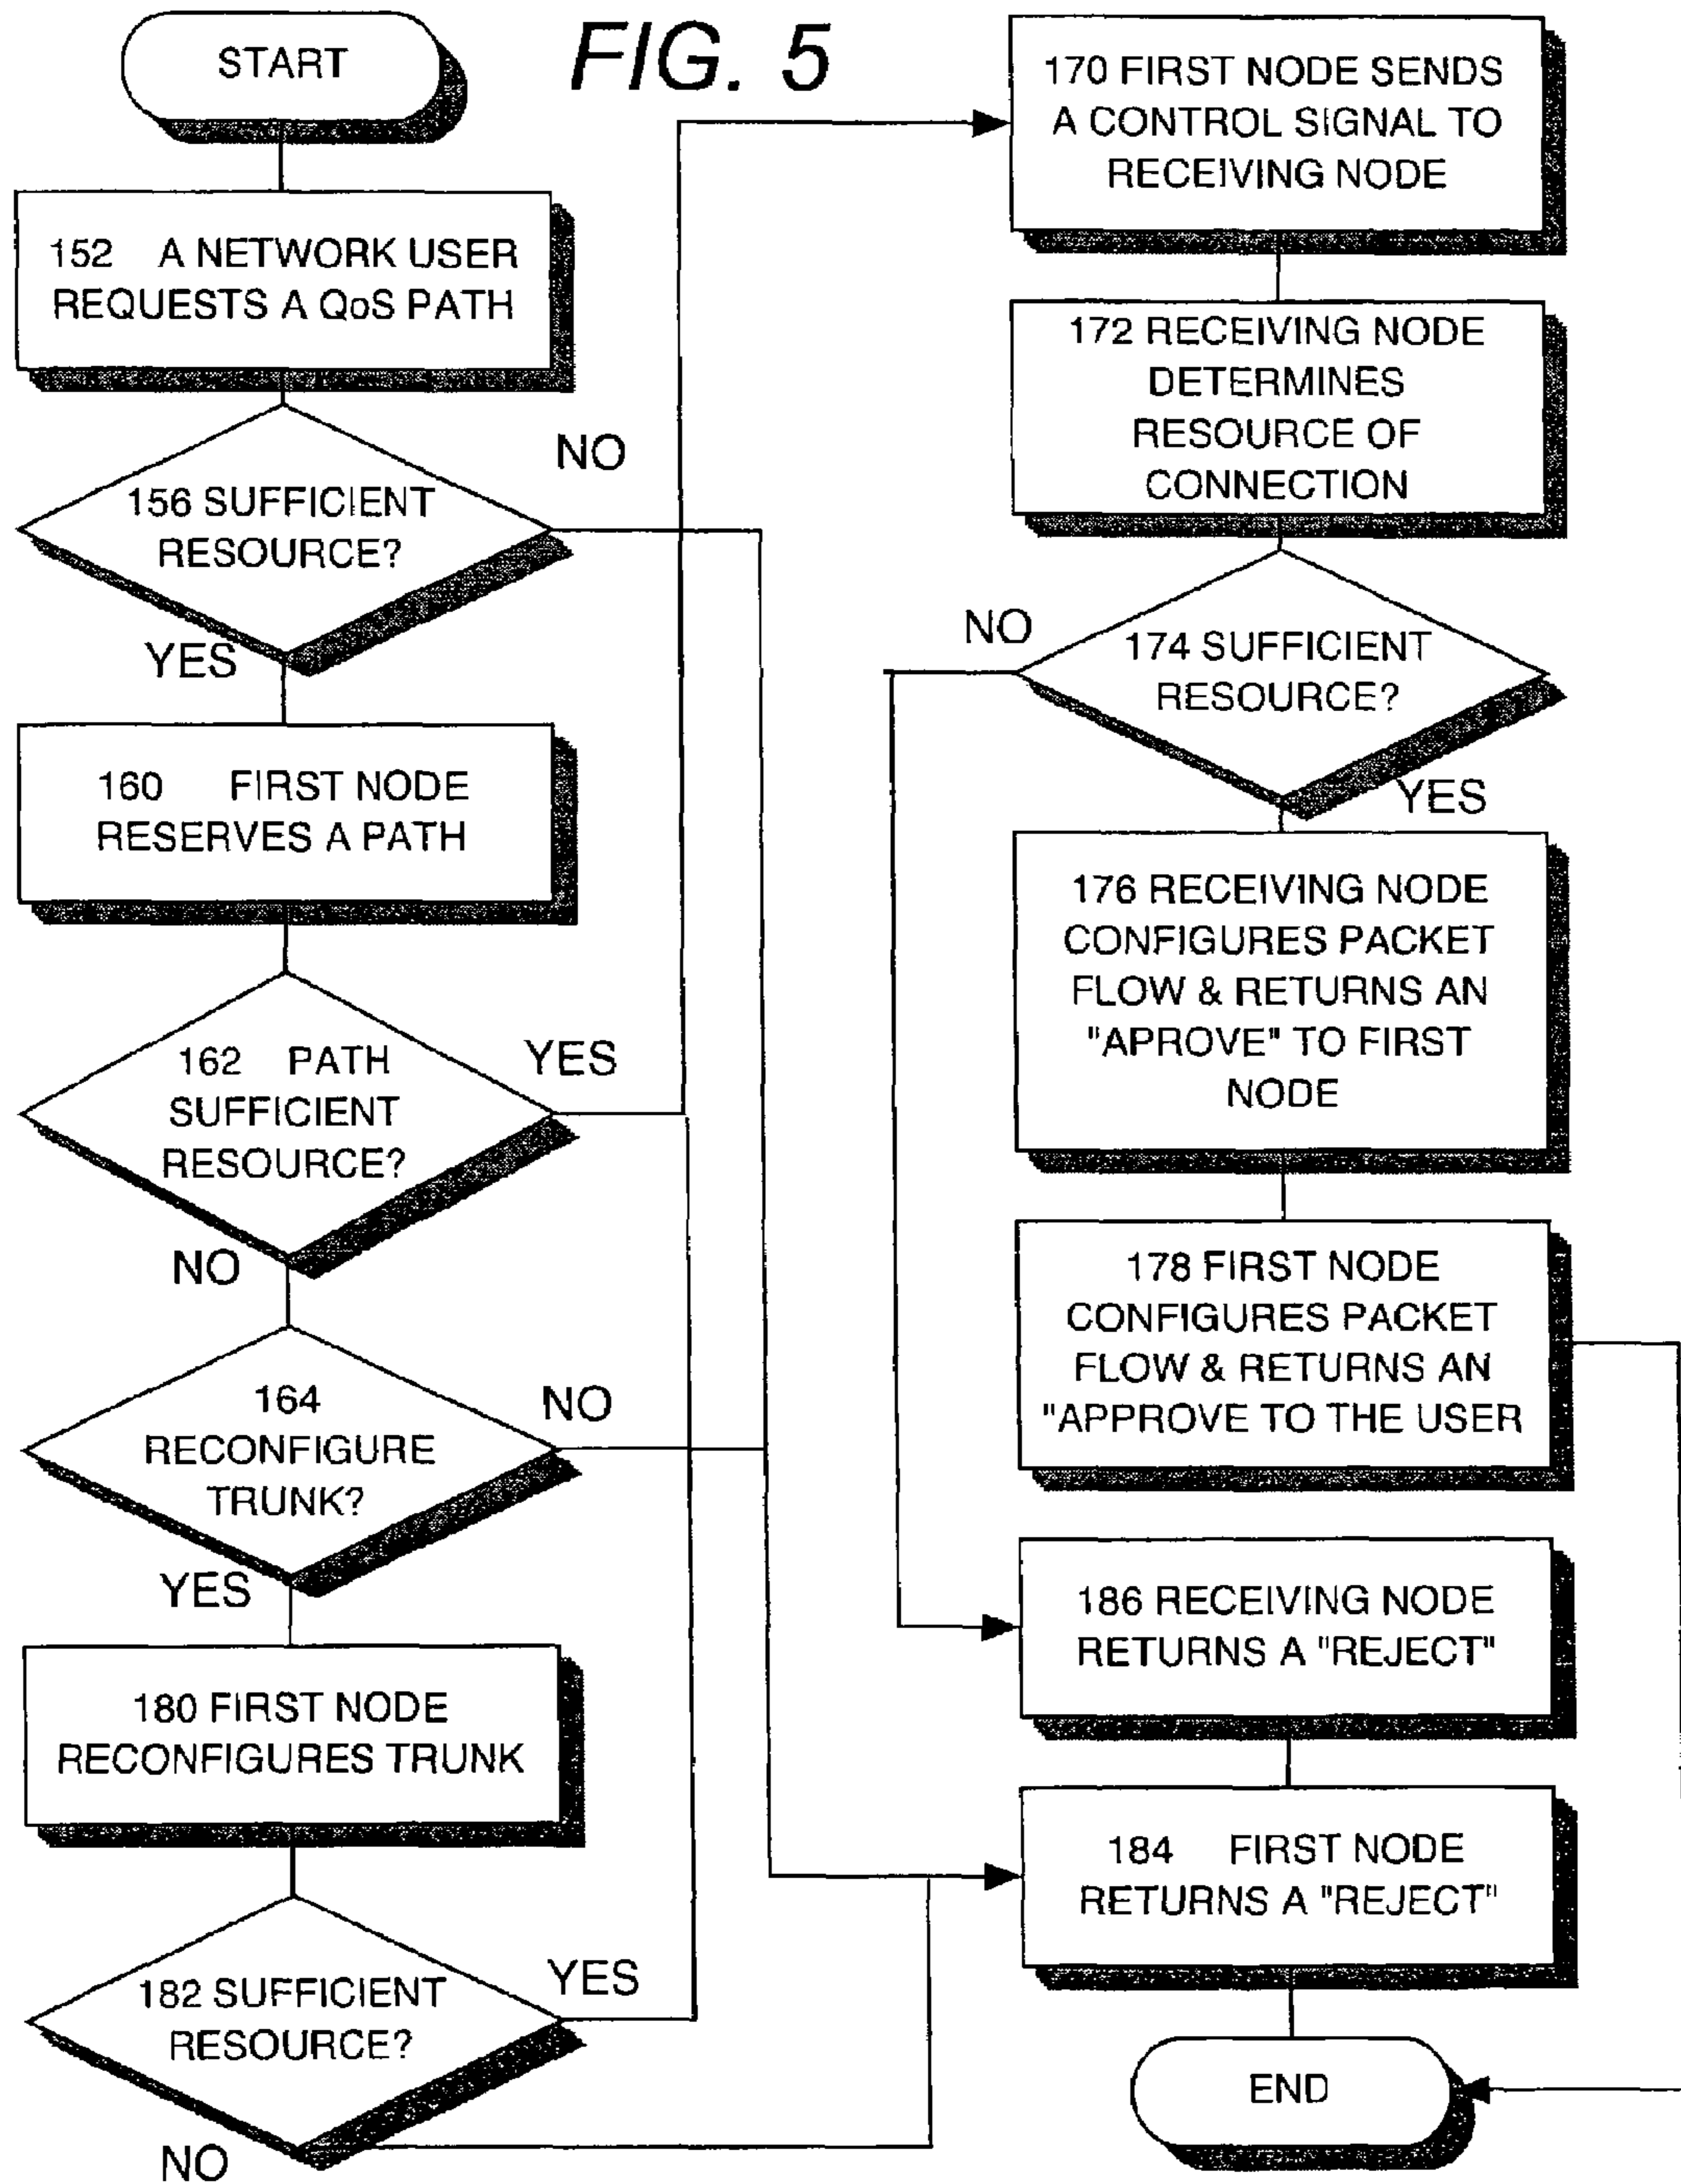 FIG. 5
START
152 A NETWORK USER
REQUESTS A QoS PATH
156 SUFFICIENT
RESOURCE?
NO
YES
160 FIRST NODE
RESERVES A PATH
162 PATH
SUFFICIENT
RESOURCE?
YES
NO
164
RECONFIGURE
TRUNK?
NO
YES
180 FIRST NODE
RECONFIGURES TRUNK
182 SUFFICIENT
RESOURCE?
YES
NO
170 FIRST NODE SENDS
A CONTROL SIGNAL TO
RECEIVING NODE
172 RECEIVING NODE
DETERMINES
RESOURCE OF
CONNECTION
174 SUFFICIENT
RESOURCE?
NO
YES
176 RECEIVING NODE
CONFIGURES PACKET
FLOW & RETURNS AN
"APROVE" TO FIRST
NODE
178 FIRST NODE
CONFIGURES PACKET
FLOW & RETURNS AN
"APPROVE TO THE USER
186 RECEIVING NODE
RETURNS A "REJECT"
184 FIRST NODE
RETURNS A "REJECT"
END